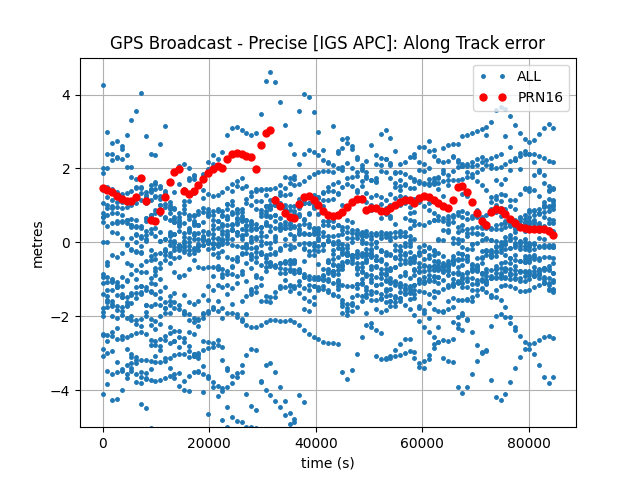 GPS Broadcast - Precise [IGS APC]: Along Track error
ALL
PRN16
metres
4
2
0
−2
−4
0 20000 40000 60000 80000
time (s)